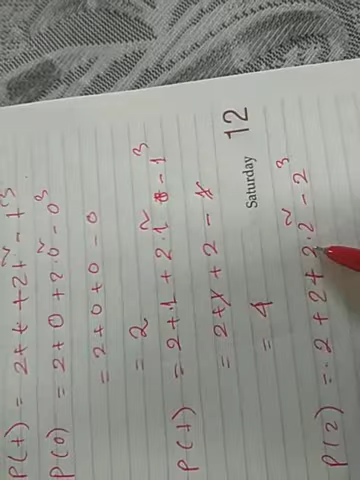 P(t) = 2+t+2t² - t³
P(0) = 2+0+2.0² - 0³
= 2+0+0-0
= 2
P(1) = 2+1+2.1² - 1³
= 2+1+2-1
= 4
P(2) = 2+2+2.2² - 2³
Saturday 12